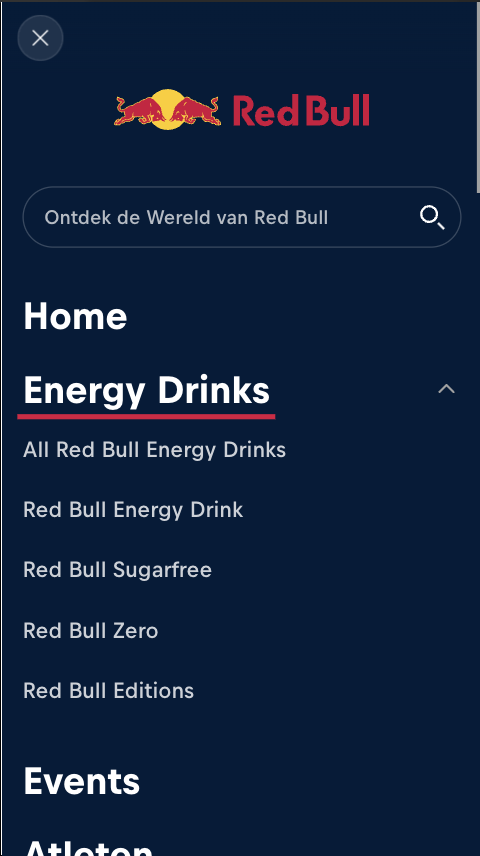 Red Bull
Ontdek de Wereld van Red Bull
Home
Energy Drinks
All Red Bull Energy Drinks
Red Bull Energy Drink
Red Bull Sugarfree
Red Bull Zero
Red Bull Editions
Events
Atleten